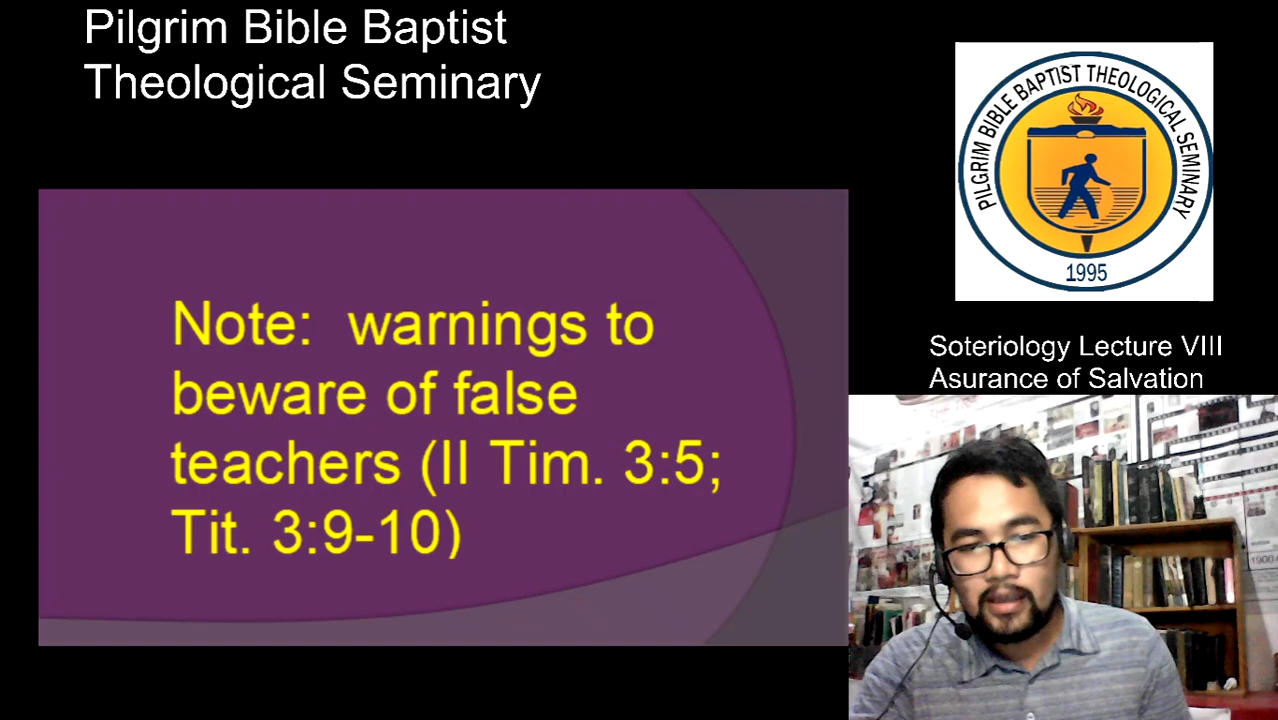 Pilgrim Bible Baptist
Theological Seminary
PILGRIM BIBLE BAPTIST THEOLOGICAL SEMINARY
1995
Note: warnings to
beware of false
teachers (II Tim. 3:5;
Tit. 3:9-10)
Soteriology Lecture VIII
Asurance of Salvation